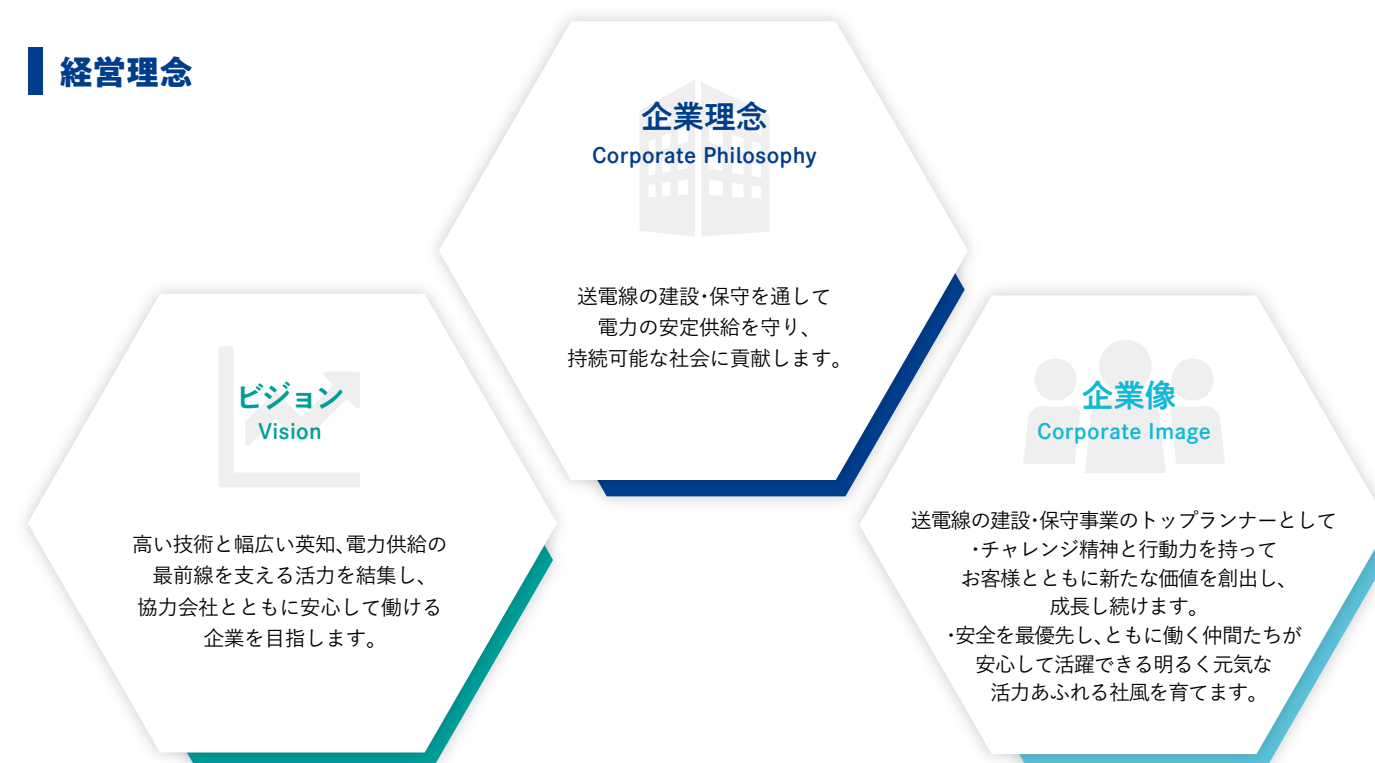 経営理念
企業理念
Corporate Philosophy
送電線の建設・保守を通して
電力の安定供給を守り、
持続可能な社会に貢献します。
ビジョン
Vision
高い技術と幅広い英知、電力供給の
最前線を支える活力を結集し、
協力会社とともに安心して働ける
企業を目指します。
企業像
Corporate Image
送電線の建設・保守事業のトップランナーとして
・チャレンジ精神と行動力を持って
お客様とともに新たな価値を創出し、
成長し続けます。
・安全を最優先し、ともに働く仲間たちが
安心して活躍できる明るく元気な
活力あふれる社風を育てます。